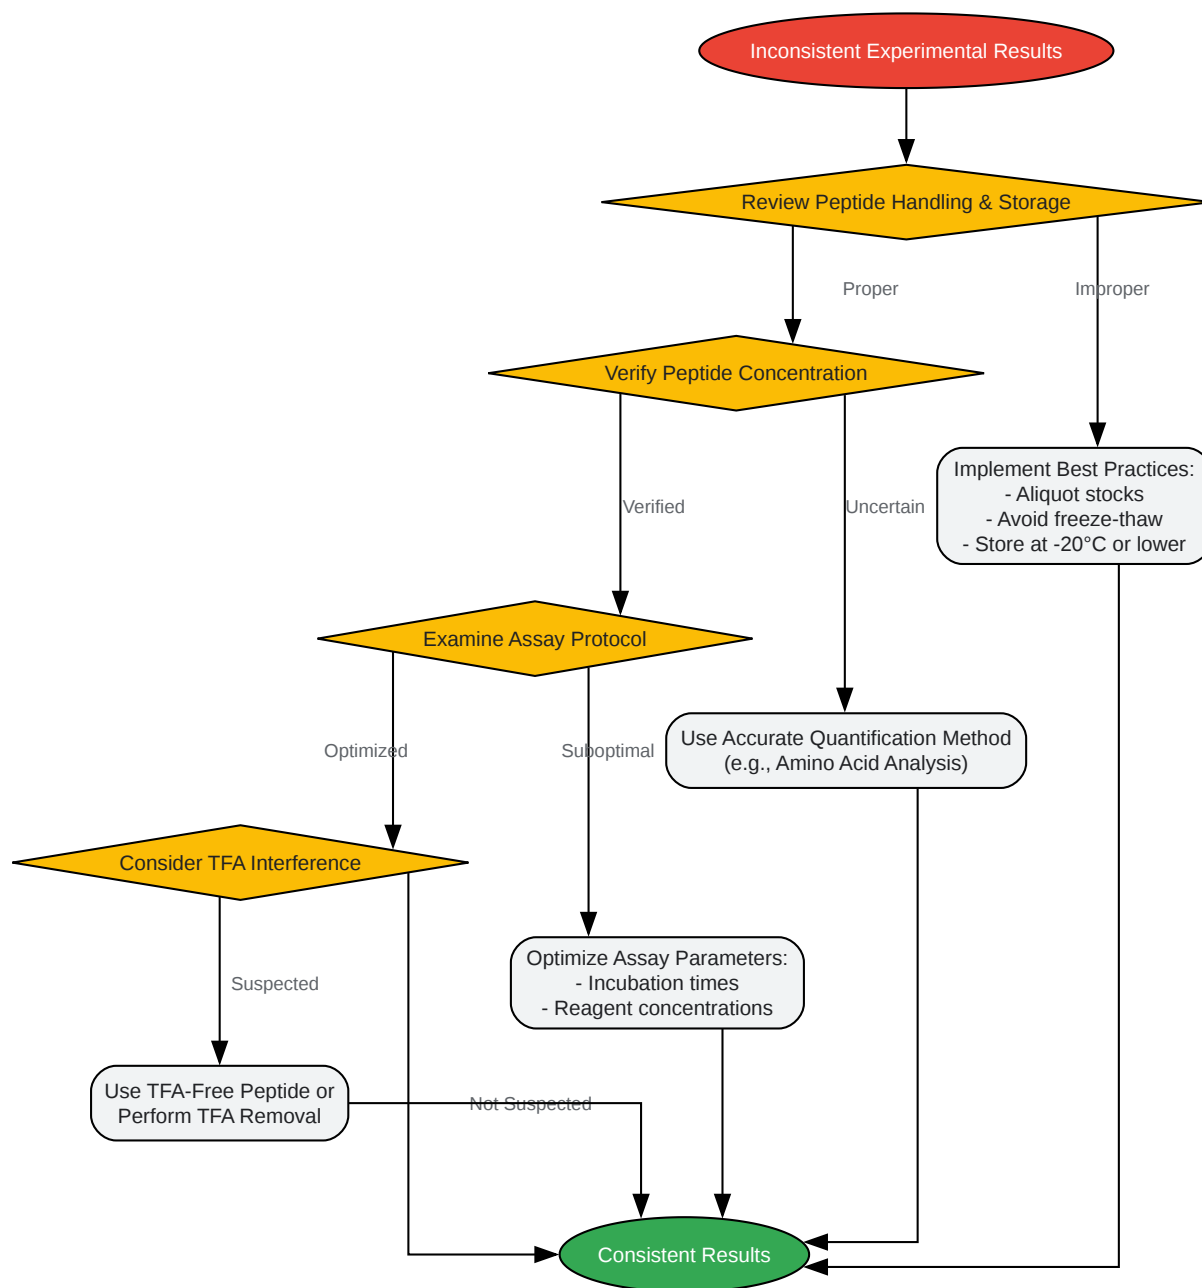 Inconsistent Experimental Results
Review Peptide Handling & Storage
Proper
Improper
Verify Peptide Concentration
Implement Best Practices:
- Aliquot stocks
- Avoid freeze-thaw
- Store at -20°C or lower
Verified
Uncertain
Examine Assay Protocol
Use Accurate Quantification Method
(e.g., Amino Acid Analysis)
Optimized
Suboptimal
Consider TFA Interference
Optimize Assay Parameters:
- Incubation times
- Reagent concentrations
Suspected
Use TFA-Free Peptide or
Perform TFA Removal
Not Suspected
Consistent Results